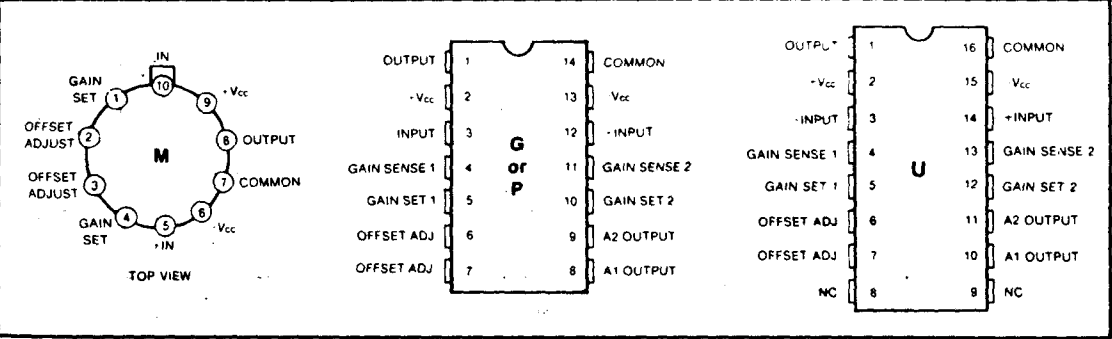 IN
GAIN
SET
1
10
9
+Vcc
OFFSET
ADJUST
2
M
8
OUTPUT
OFFSET
ADJUST
3
7
COMMON
GAIN
SET
4
5
6
-Vcc
+IN
TOP VIEW
OUTPUT 1 14 COMMON
+Vcc 2 13 Vcc
INPUT 3 12 +INPUT
GAIN SENSE 1 4 11 GAIN SENSE 2
GAIN SET 1 5 10 GAIN SET 2
OFFSET ADJ 6 9 A2 OUTPUT
OFFSET ADJ 7 8 A1 OUTPUT
G
or
P
OUTPUT 1 16 COMMON
+Vcc 2 15 Vcc
-INPUT 3 14 +INPUT
GAIN SENSE 1 4 13 GAIN SENSE 2
GAIN SET 1 5 12 GAIN SET 2
OFFSET ADJ 6 11 A2 OUTPUT
OFFSET ADJ 7 10 A1 OUTPUT
NC 8 9 NC
U